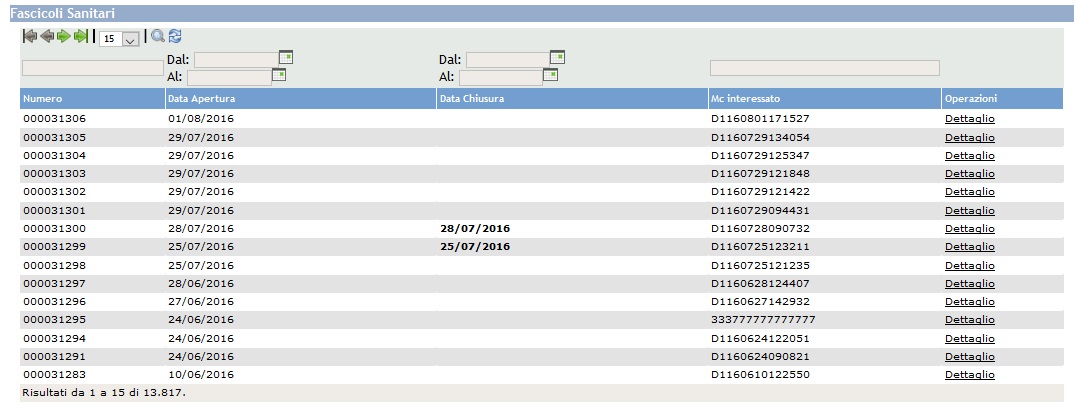 Fascicoli Sanitari
15
Dal: Dal:
Al: Al:
Numero Data Apertura Data Chiusura Mc interessato Operazioni
000031306 01/08/2016 D1160801171527 Dettaglio
000031305 29/07/2016 D1160729134054 Dettaglio
000031304 29/07/2016 D1160729125347 Dettaglio
000031303 29/07/2016 D1160729121848 Dettaglio
000031302 29/07/2016 D1160729121422 Dettaglio
000031301 29/07/2016 D1160729094431 Dettaglio
000031300 28/07/2016 28/07/2016 D1160728090732 Dettaglio
000031299 25/07/2016 25/07/2016 D1160725123211 Dettaglio
000031298 25/07/2016 D1160725121235 Dettaglio
000031297 28/06/2016 D1160628124407 Dettaglio
000031296 27/06/2016 D1160627142932 Dettaglio
000031295 24/06/2016 333777777777777 Dettaglio
000031294 24/06/2016 D1160624122051 Dettaglio
000031291 24/06/2016 D1160624090821 Dettaglio
000031283 10/06/2016 D1160610122550 Dettaglio
Risultati da 1 a 15 di 13.817.